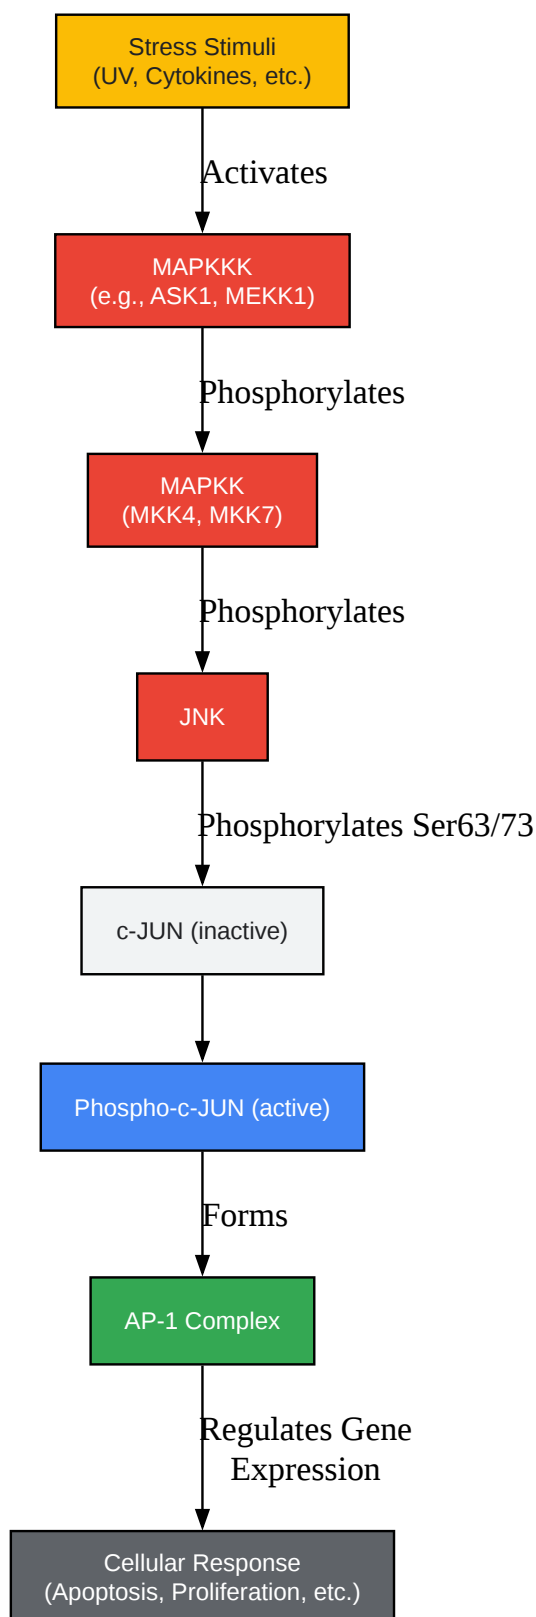 Stress Stimuli
(UV, Cytokines, etc.)
Activates
MAPKKK
(e.g., ASK1, MEKK1)
Phosphorylates
MAPKK
(MKK4, MKK7)
Phosphorylates
JNK
Phosphorylates Ser63/73
c-JUN (inactive)
Phospho-c-JUN (active)
Forms
AP-1 Complex
Regulates Gene
Expression
Cellular Response
(Apoptosis, Proliferation, etc.)